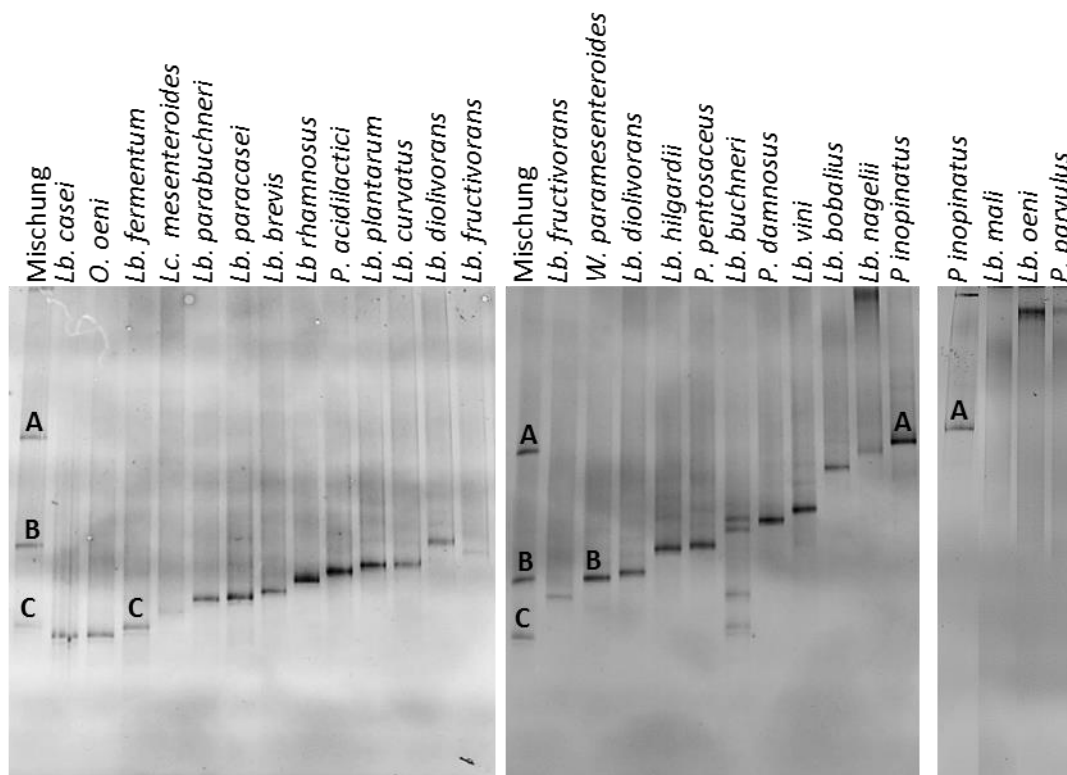 Mischung
Lb. casei
O. oeni
Lb. fermentum
Lc. mesenteroides
Lb. parabuchneri
Lb. paracasei
Lb. brevis
Lb rhamnosus
P. acidilactici
Lb. plantarum
Lb. curvatus
Lb. diolivorans
Lb. fructivorans
A
B
C
C
Mischung
Lb. fructivorans
W. paramesenteroides
Lb. diolivorans
Lb. hilgardii
P. pentosaceus
Lb. buchneri
P. damnosus
Lb. vini
Lb. bobalius
Lb. nagelii
P inopinatus
A
A
B
B
C
P inopinatus
Lb. mali
Lb. oeni
P. parvulus
A